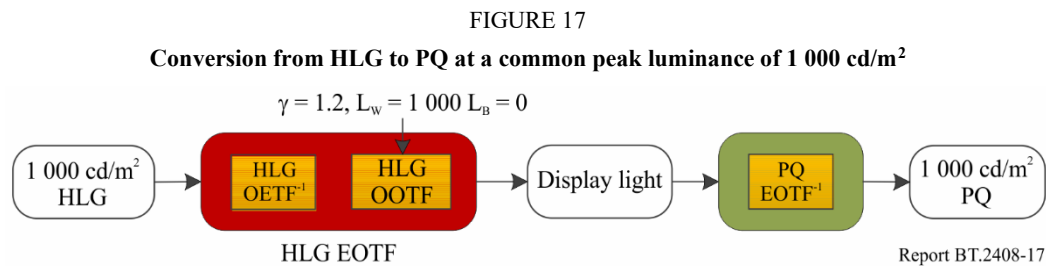 FIGURE 17
Conversion from HLG to PQ at a common peak luminance of 1 000 cd/m²
γ = 1.2, L_W = 1 000 L_B = 0
1 000 cd/m²
HLG
HLG
OETF⁻¹
HLG
OOTF
Display light
PQ
EOTF⁻¹
1 000 cd/m²
PQ
HLG EOTF
Report BT.2408-17